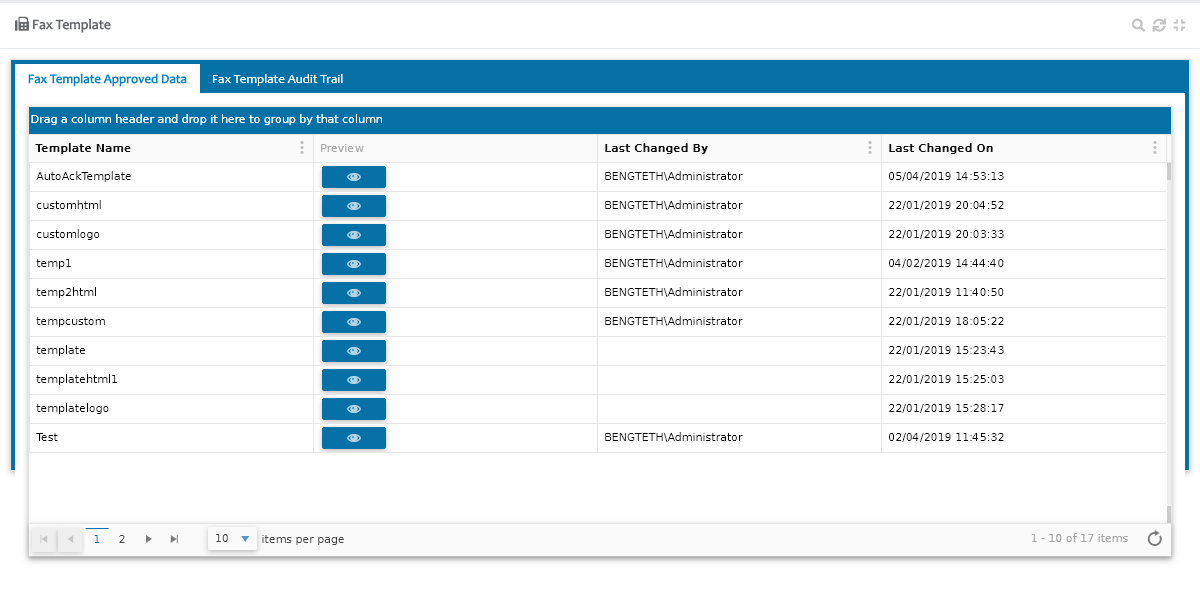 Fax Template
Fax Template Approved Data Fax Template Audit Trail
Drag a column header and drop it here to group by that column
Template Name Preview Last Changed By Last Changed On
AutoAckTemplate BENGTETH\Administrator 05/04/2019 14:53:13
customhtml BENGTETH\Administrator 22/01/2019 20:04:52
customlogo BENGTETH\Administrator 22/01/2019 20:03:33
temp1 BENGTETH\Administrator 04/02/2019 14:44:40
temp2html BENGTETH\Administrator 22/01/2019 11:40:50
tempcustom BENGTETH\Administrator 22/01/2019 18:05:22
template 22/01/2019 15:23:43
templatehtml1 22/01/2019 15:25:03
templatelogo 22/01/2019 15:28:17
Test BENGTETH\Administrator 02/04/2019 11:45:32
1 2 10 items per page 1 - 10 of 17 items